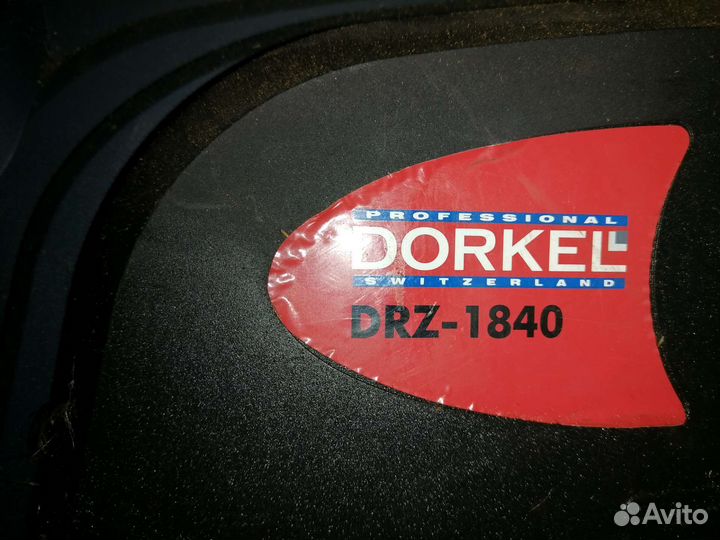 PROFESSIONAL
DORKEL
SWITZERLAND
DRZ-1840
Avito